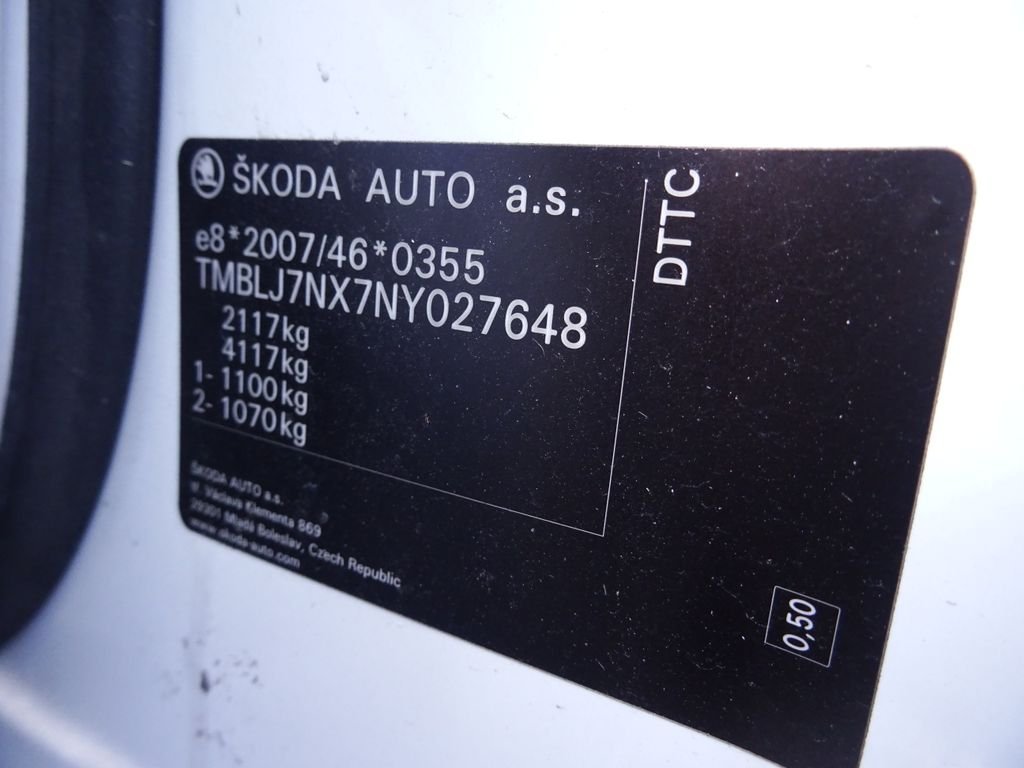 ŠKODA AUTO a.s.
e8*2007/46*0355
TMBLJ7NX7NY027648
2117kg
4117kg
1- 1100kg
2- 1070kg
ŠKODA AUTO a.s.
tř. Václava Klementa 869
29301 Mladá Boleslav, Czech Republic
www.skoda-auto.com
DTTC
0,50